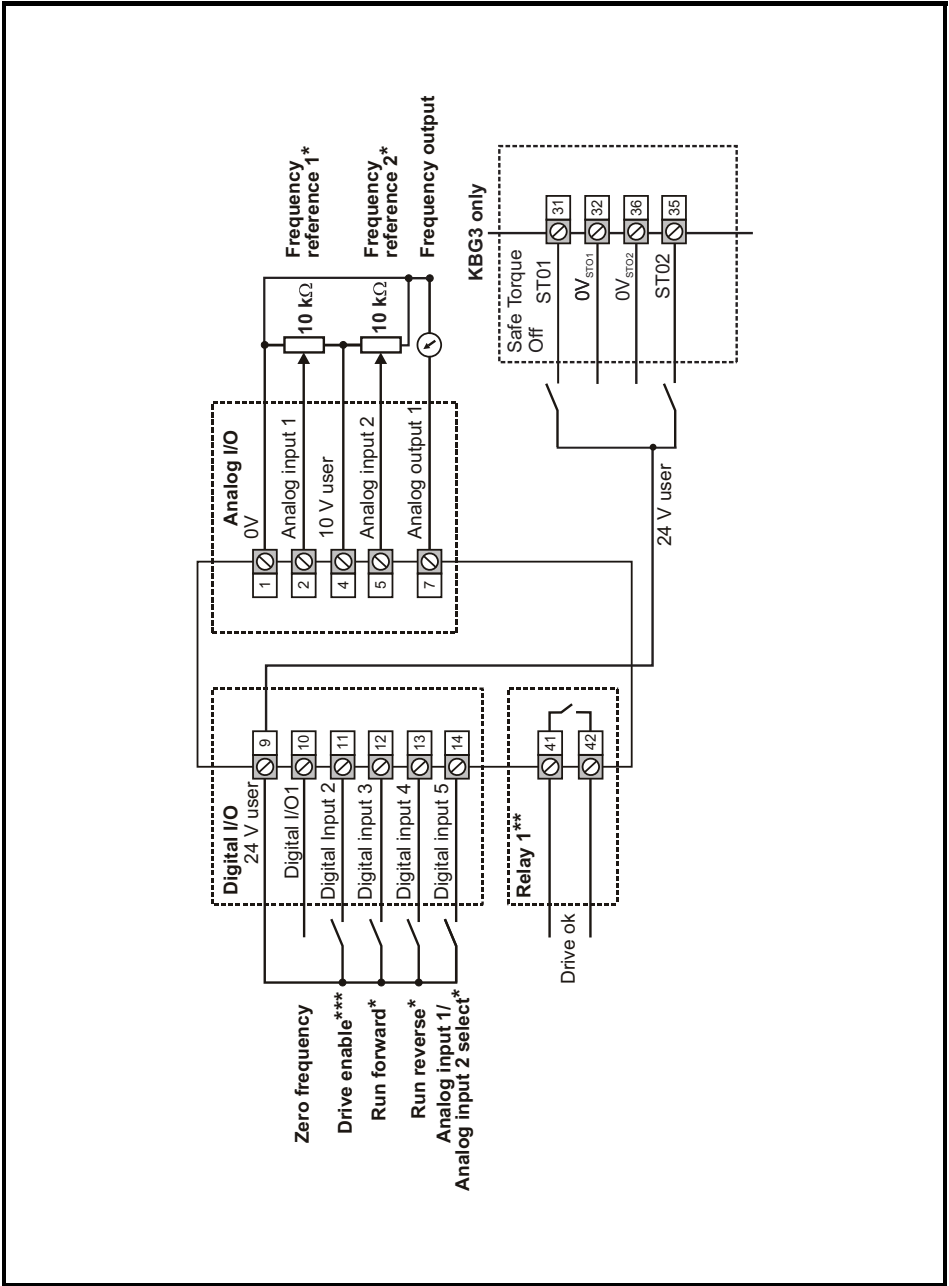 Digital I/O
24 V user
9
Zero frequency
Digital I/O1
10
Drive enable***
Digital Input 2
11
Run forward*
Digital input 3
12
Run reverse*
Digital input 4
13
Analog input 1/
Analog input 2 select*
Digital input 5
14
Relay 1**
Drive ok
41
42
Analog I/O
0V
1
Analog input 1
2
10 V user
4
Analog input 2
5
Analog output 1
7
10 kΩ
Frequency
reference 1*
10 kΩ
Frequency
reference 2*
Frequency output
KBG3 only
Safe Torque
Off
ST01
31
0V STO1
32
0V STO2
36
ST02
35
24 V user